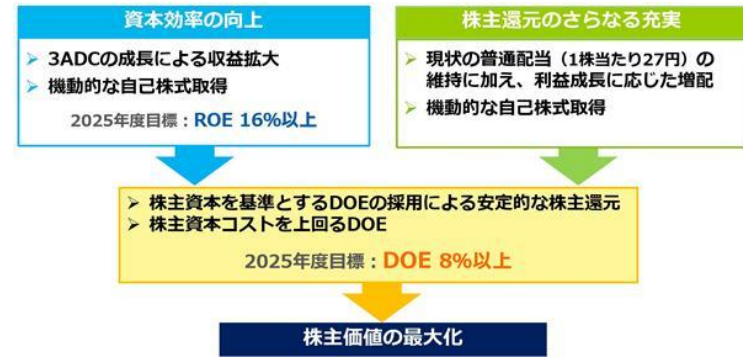 資本効率の向上
➢ 3ADCの成長による収益拡大
➢ 機動的な自己株式取得
2025年度目標：ROE 16%以上
株主還元のさらなる充実
➢ 現状の普通配当（1株当たり27円）の
維持に加え、利益成長に応じた増配
➢ 機動的な自己株式取得
➢ 株主資本を基準とするDOEの採用による安定的な株主還元
➢ 株主資本コストを上回るDOE
2025年度目標：DOE 8%以上
株主価値の最大化